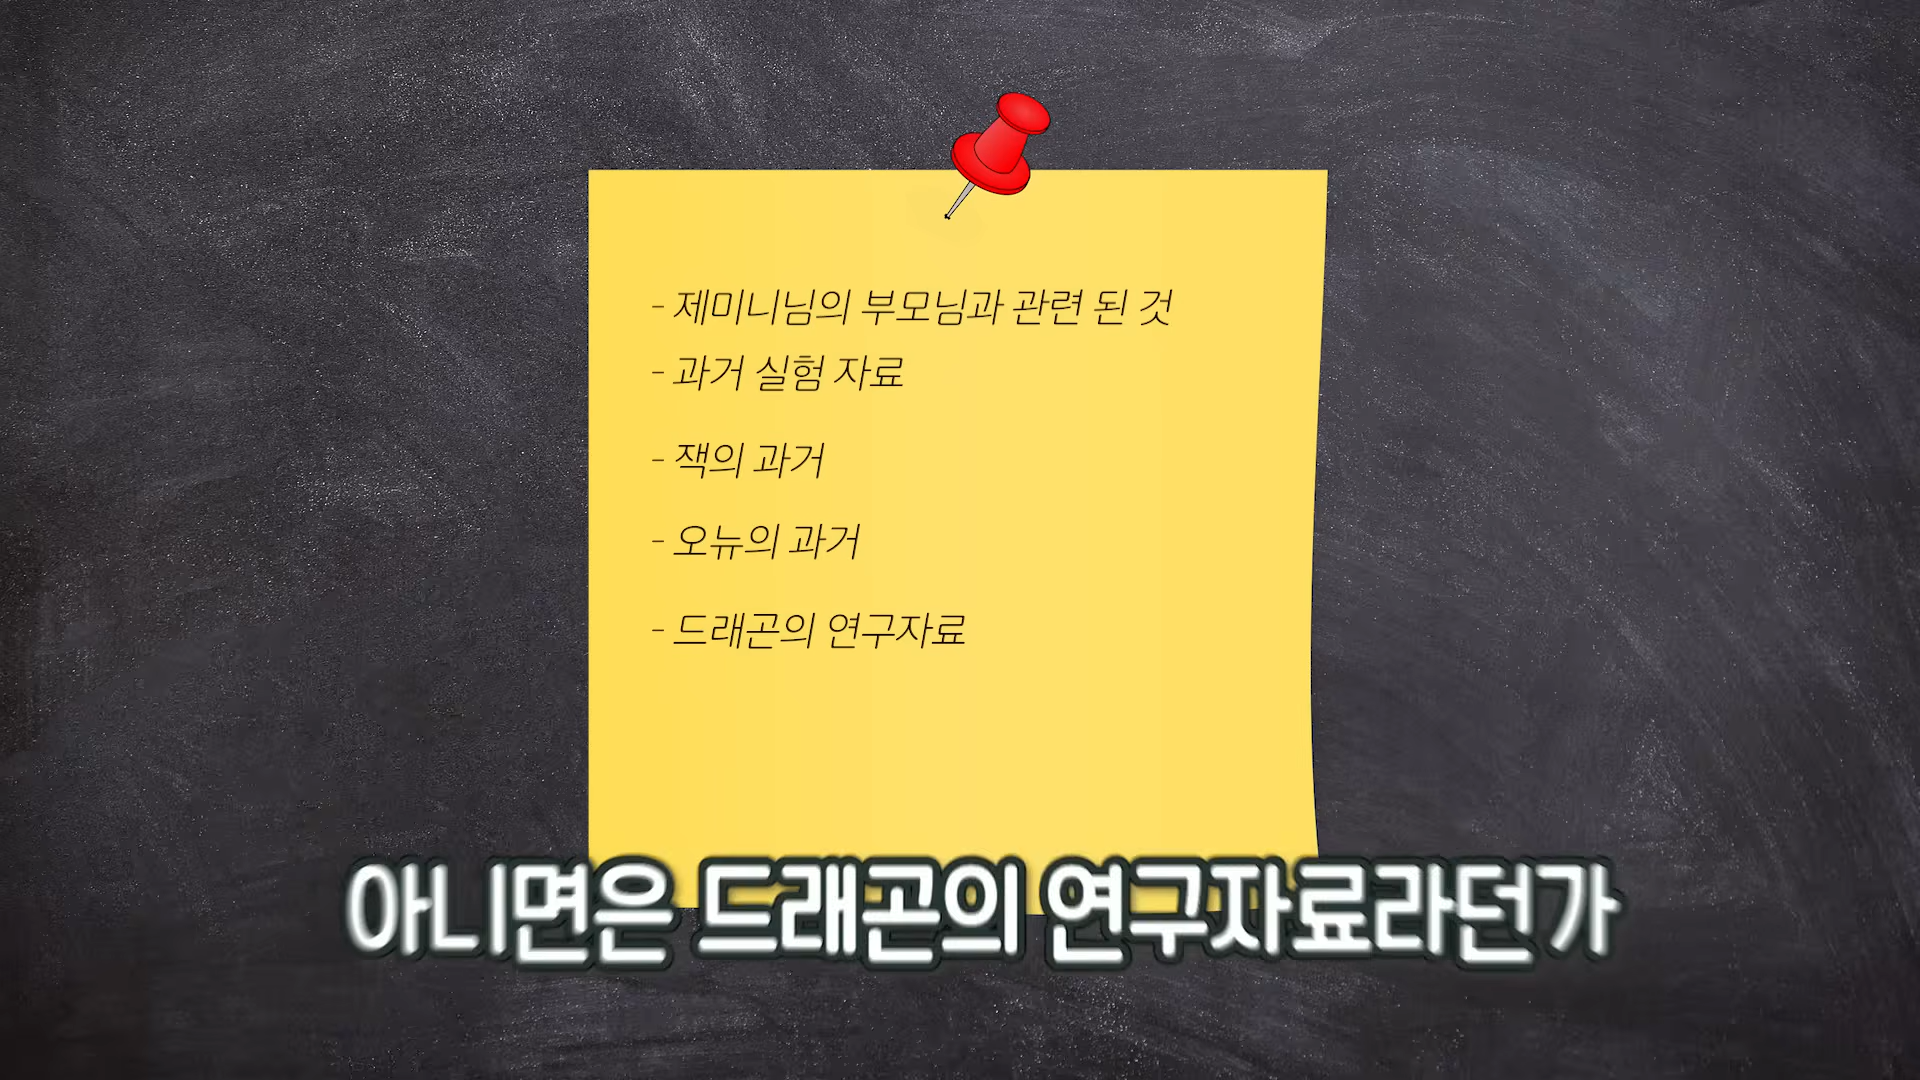 - 제미니님의 부모님과 관련 된 것
- 과거 실험 자료
- 잭의 과거
- 오뉴의 과거
- 드래곤의 연구자료
아니면은 드래곤의 연구자료라던가